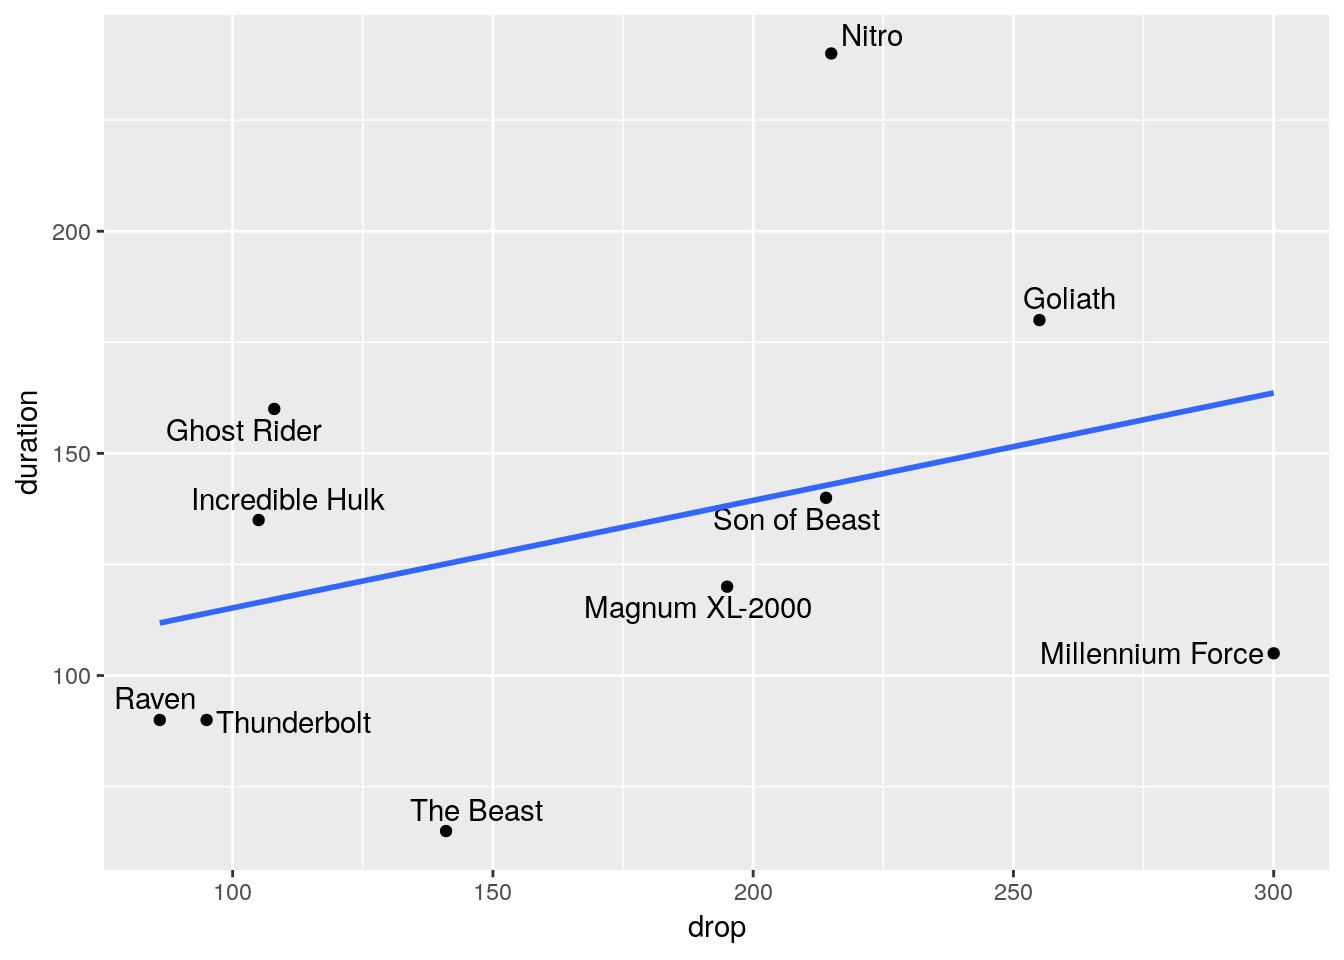 Nitro
200
Goliath
Ghost Rider
150
Incredible Hulk
Son of Beast
Magnum XL-2000
Millennium Force
100
Raven
Thunderbolt
The Beast
100 150 200 250 300
drop
duration